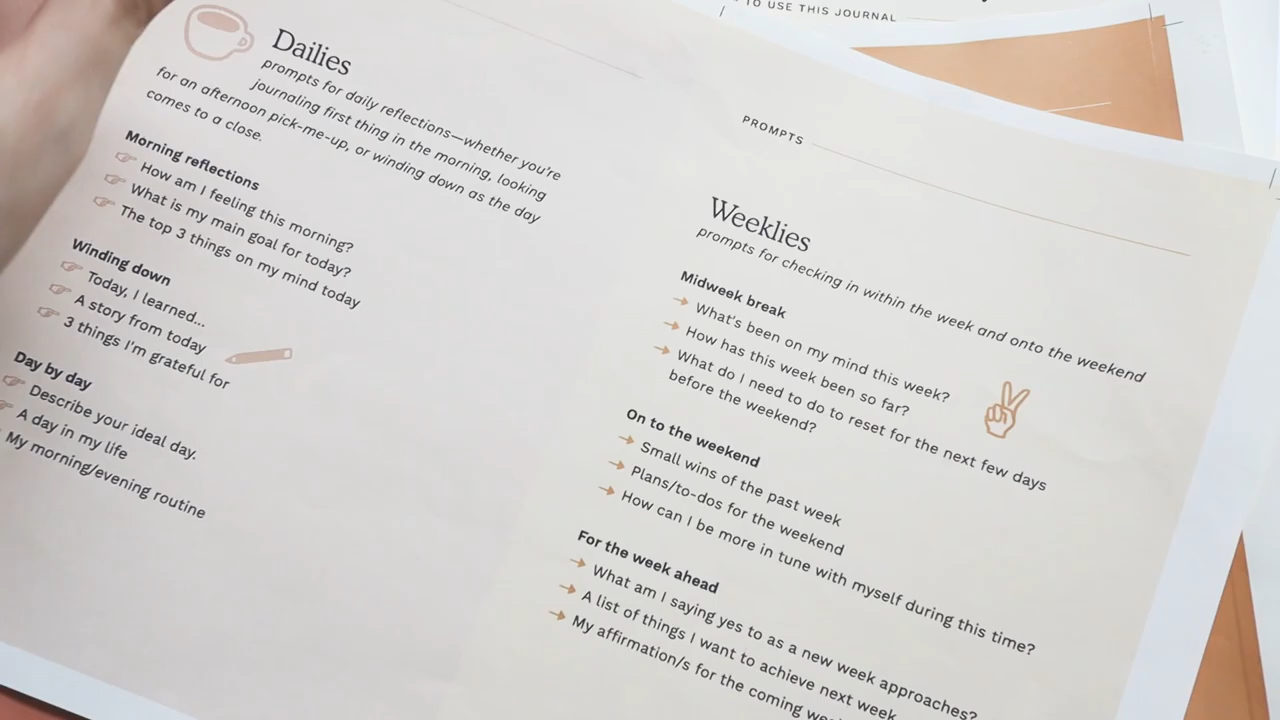 TO USE THIS JOURNAL
Dailies
prompts for daily reflections—whether you're
journaling first thing in the morning, looking
for an afternoon pick-me-up, or winding down as the day
comes to a close.
Morning reflections
How am I feeling this morning?
What is my main goal for today?
The top 3 things on my mind today
Winding down
Today, I learned...
A story from today
3 things I'm grateful for
Day by day
Describe your ideal day.
A day in my life
My morning/evening routine
PROMPTS
Weeklies
prompts for checking in within the week and onto the weekend
Midweek break
What's been on my mind this week?
How has this week been so far?
What do I need to do to reset for the next few days
before the weekend?
On to the weekend
Small wins of the past week
Plans/to-dos for the weekend
How can I be more in tune with myself during this time?
For the week ahead
What am I saying yes to as a new week approaches?
A list of things I want to achieve next week
My affirmation/s for the coming